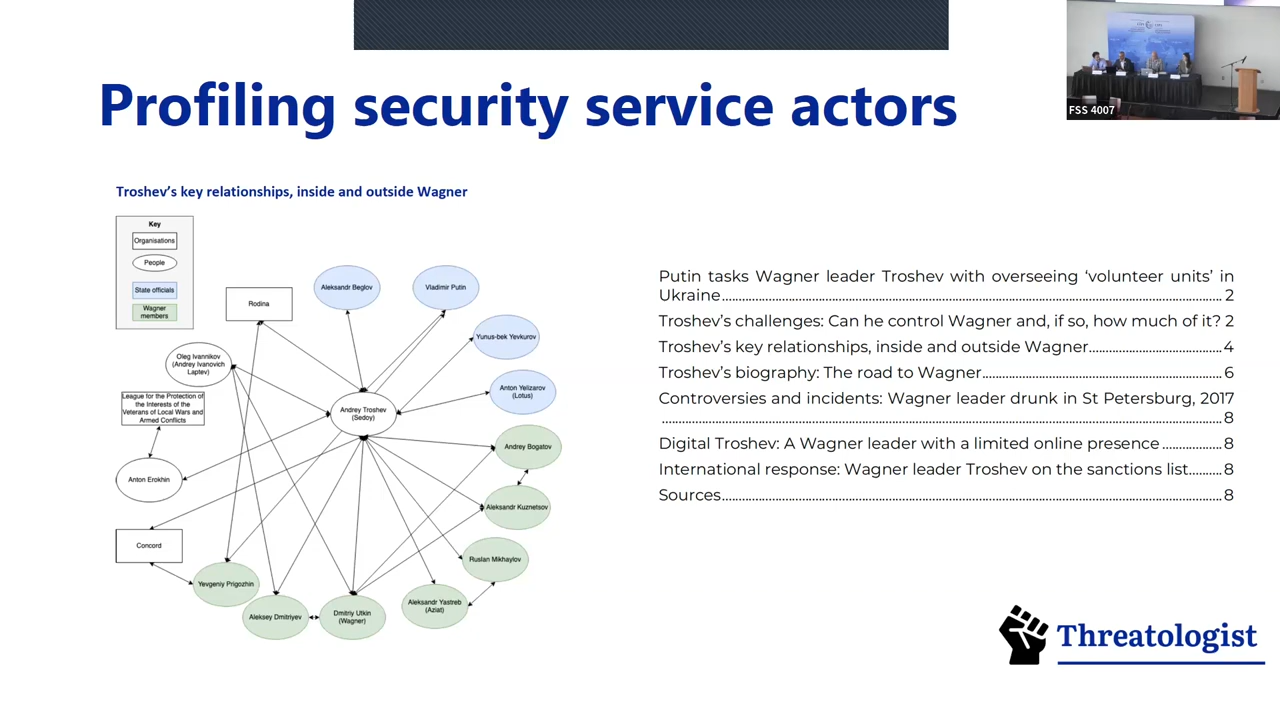 Profiling security service actors
FSS 4007
Troshev's key relationships, inside and outside Wagner
Key
Organisations
People
State officials
Wagner
members
Rodina
Aleksandr Beglov
Vladimir Putin
Yunus-bek Yevkurov
Anton Yelizarov
(Lotus)
Oleg Ivannikov
(Andrey Ivanovich
Laptev)
League for the Protection of
the Interests of the
Veterans of Local Wars and
Armed Conflicts
Andrey Troshev
(Sedoy)
Andrey Bogatov
Anton Erokhin
Aleksandr Kuznetsov
Concord
Ruslan Mikhaylov
Yevgeniy Prigozhin
Aleksey Dmitriyev
Dmitriy Utkin
(Wagner)
Aleksandr Yastreb
(Aziat)
Putin tasks Wagner leader Troshev with overseeing 'volunteer units' in
Ukraine 2
Troshev's challenges: Can he control Wagner and, if so, how much of it? 2
Troshev's key relationships, inside and outside Wagner 4
Troshev's biography: The road to Wagner 6
Controversies and incidents: Wagner leader drunk in St Petersburg, 2017
8
Digital Troshev: A Wagner leader with a limited online presence 8
International response: Wagner leader Troshev on the sanctions list 8
Sources 8
Threatologist